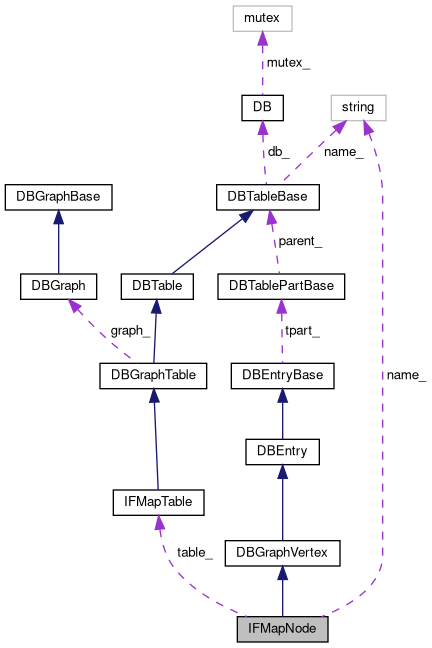 mutex
mutex_
DB
string
db_
name_
DBGraphBase
DBTableBase
parent_
DBGraph
DBTable
DBTablePartBase
graph_
tpart_
DBGraphTable
DBEntryBase
name_
DBEntry
IFMapTable
table_
DBGraphVertex
IFMapNode